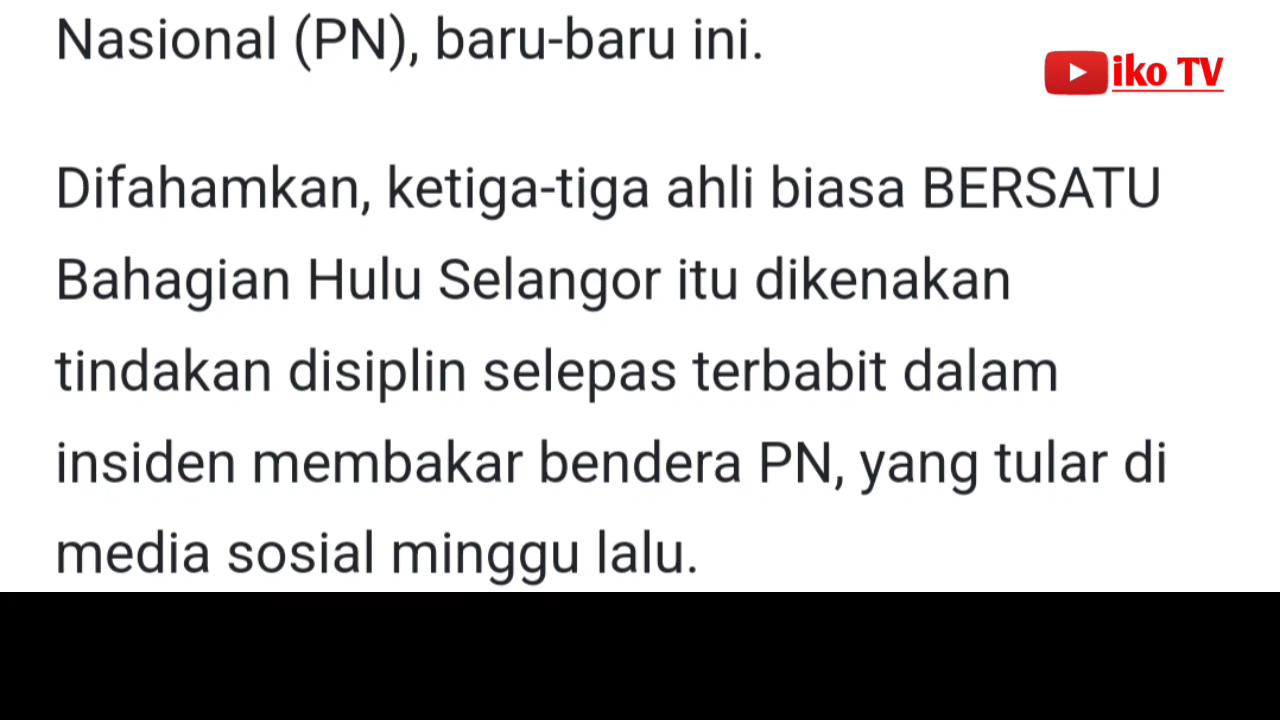 Nasional (PN), baru-baru ini.
iko TV
Difahamkan, ketiga-tiga ahli biasa BERSATU
Bahagian Hulu Selangor itu dikenakan
tindakan disiplin selepas terbabit dalam
insiden membakar bendera PN, yang tular di
media sosial minggu lalu.